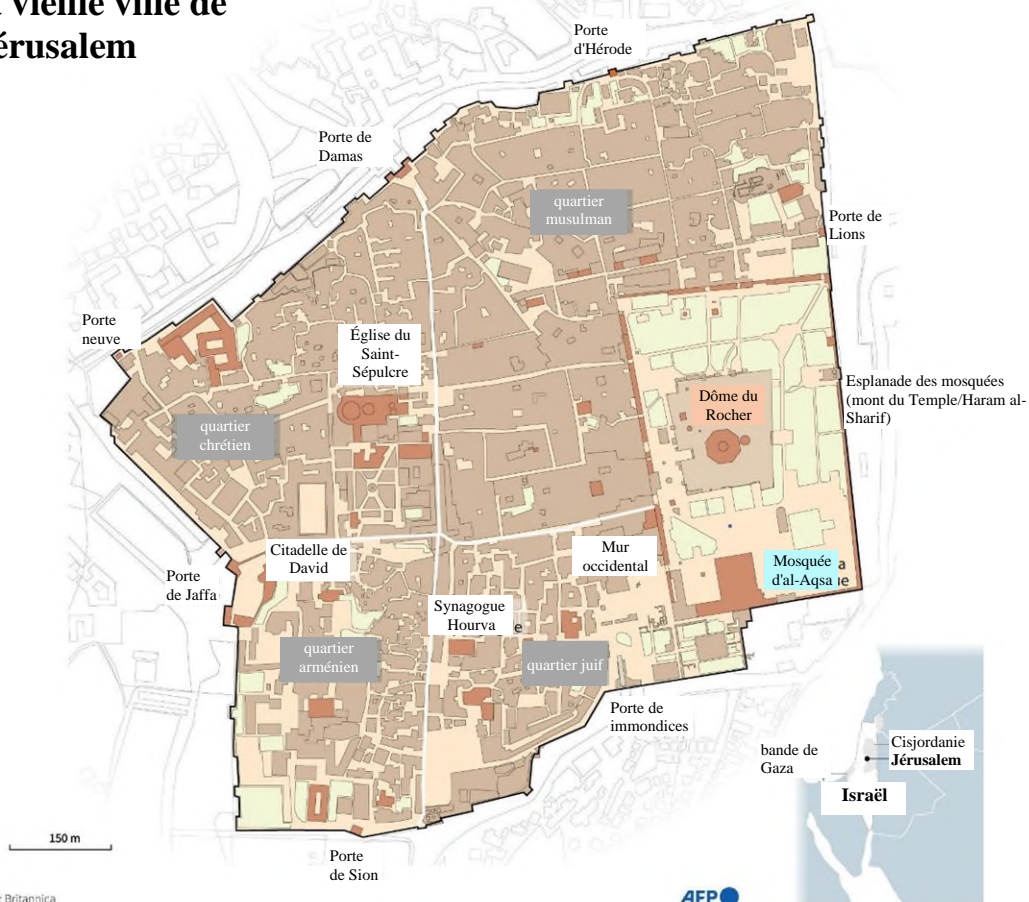 vieille ville de
érusalem
Porte
d'Hérode
Porte de
Damas
quartier
musulman
Porte de
Lions
Porte
neuve
Église du
Saint-
Sépulcre
Esplanade des mosquées
(mont du Temple/Haram al-
Sharif)
Dôme du
Rocher
quartier
chrétien
Citadelle de
David
Mur
occidental
Mosquée
d'al-Aqsa
Porte
de Jaffa
Synagogue
Hourva
quartier
arménien
quartier juif
Porte de
immondices
bande de
Gaza
Cisjordanie
Jérusalem
Israël
150 m
Porte
de Sion
: Britannica
AFP